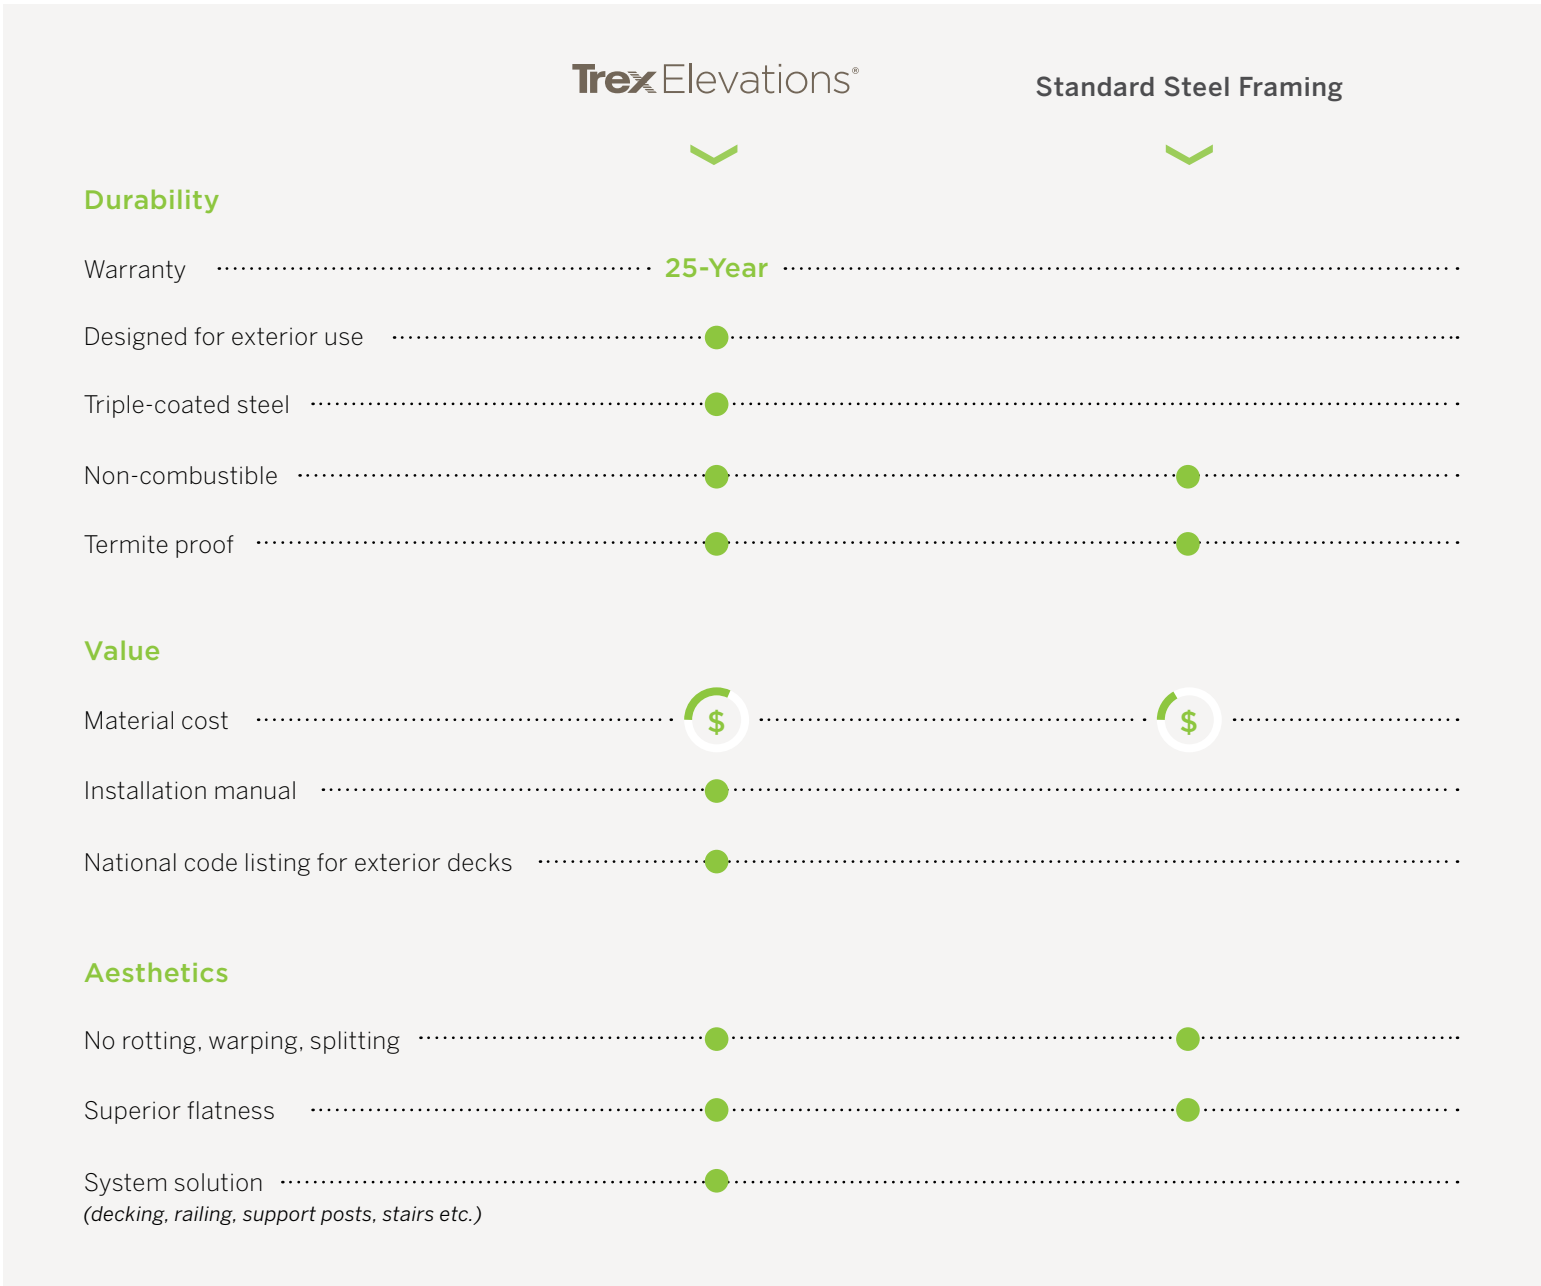 Trex Elevations®
Standard Steel Framing
Durability
Warranty 25-Year
Designed for exterior use
Triple-coated steel
Non-combustible
Termite proof
Value
Material cost $ $
Installation manual
National code listing for exterior decks
Aesthetics
No rotting, warping, splitting
Superior flatness
System solution
(decking, railing, support posts, stairs etc.)